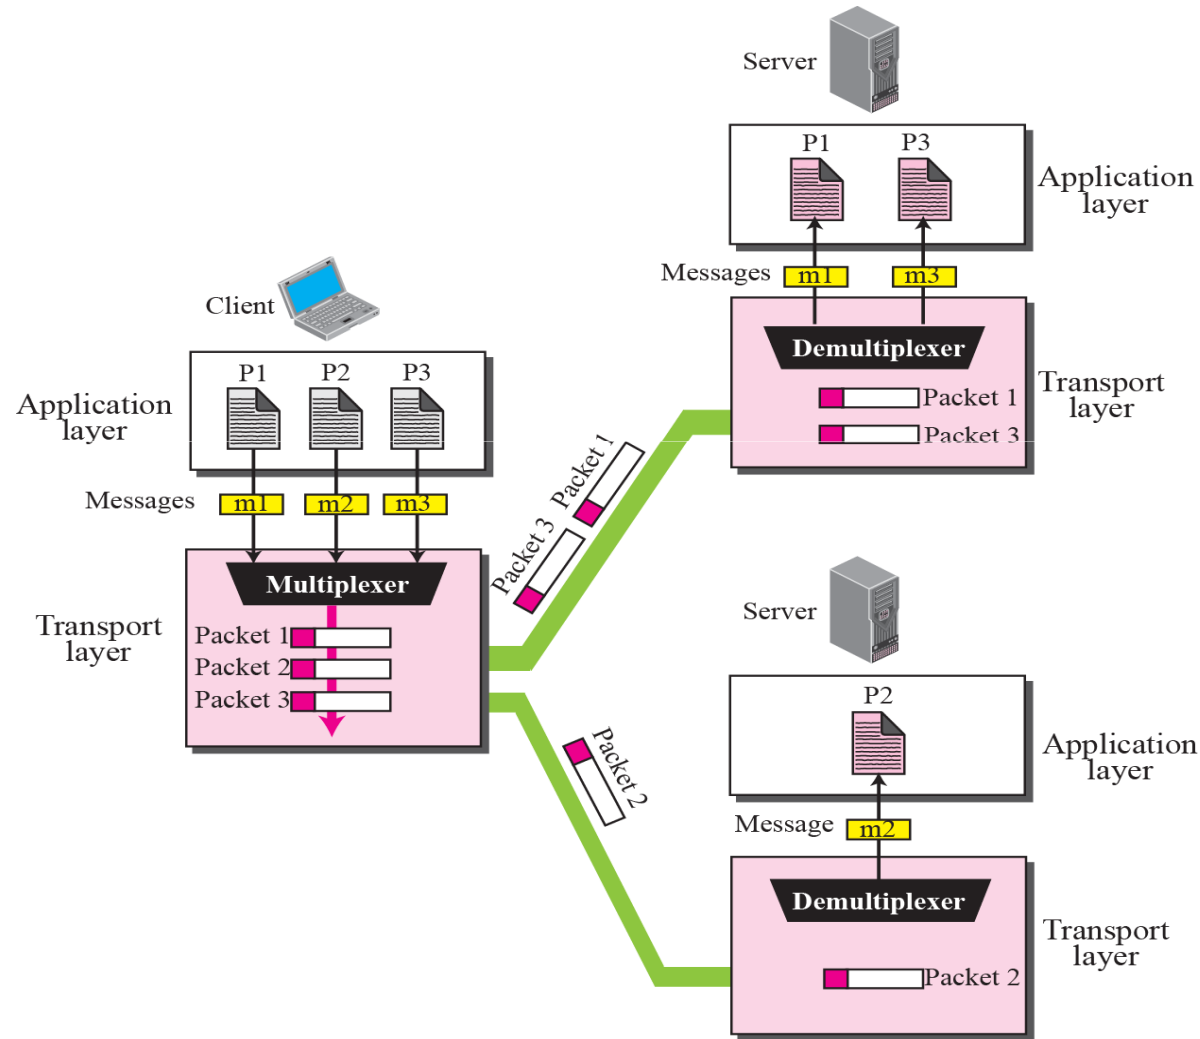 Server
P1 P3
Application
layer
Messages m1 m3
Demultiplexer
Packet 1
Packet 3
Transport
layer
Client
P1 P2 P3
Application
layer
Messages m1 m2 m3
Multiplexer
Packet 1
Packet 2
Packet 3
Transport
layer
Packet 1
Packet 3
Packet 2
Server
P2
Application
layer
Message m2
Demultiplexer
Packet 2
Transport
layer